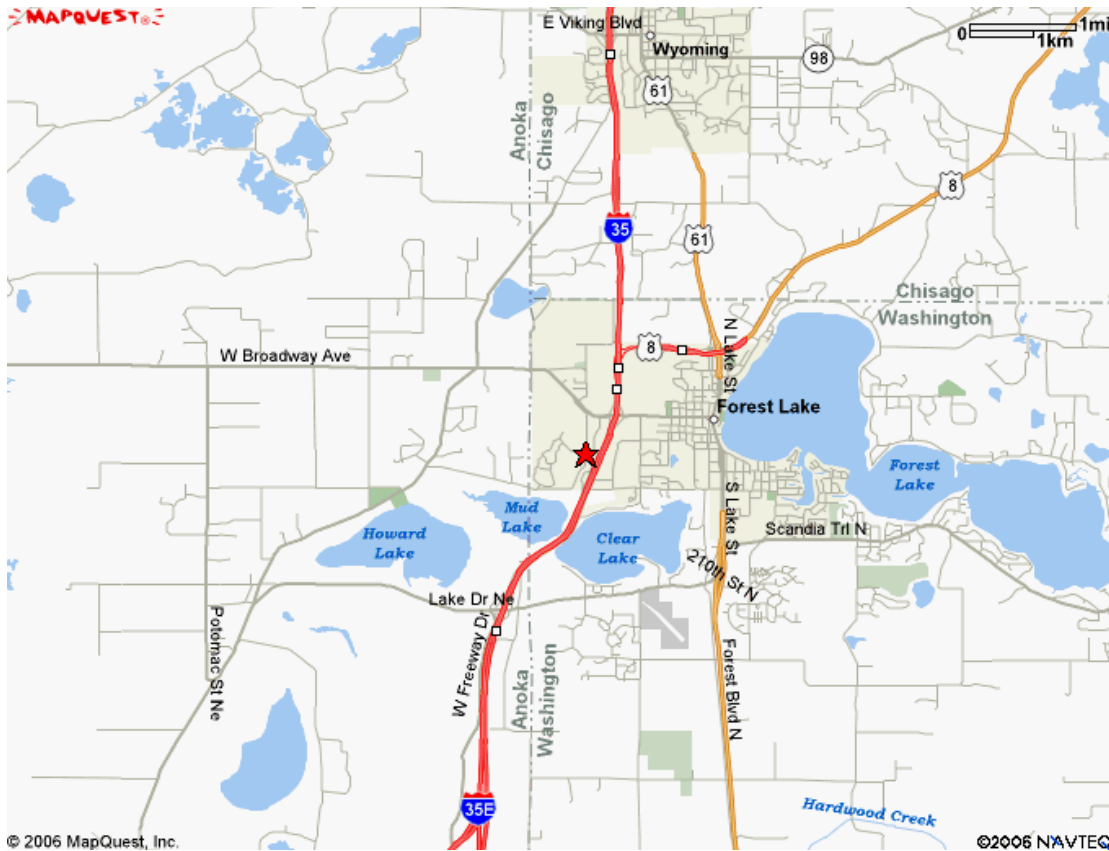 MAPQUEST®
E Viking Blvd
Wyoming
98
0
1mi
1km
61
Anoka
Chisago
8
35
61
Chisago
Washington
8
W Broadway Ave
N Lake St
Forest Lake
Forest
Lake
Mud
Lake
S Lake St
Howard
Lake
Clear
Lake
Scandia Trl N
210th St N
Lake Dr Ne
Potomac St Ne
W Freeway Dr
Anoka
Washington
Forest Blvd N
35E
Hardwood Creek
© 2006 MapQuest, Inc.
©2006 NAVTEQ